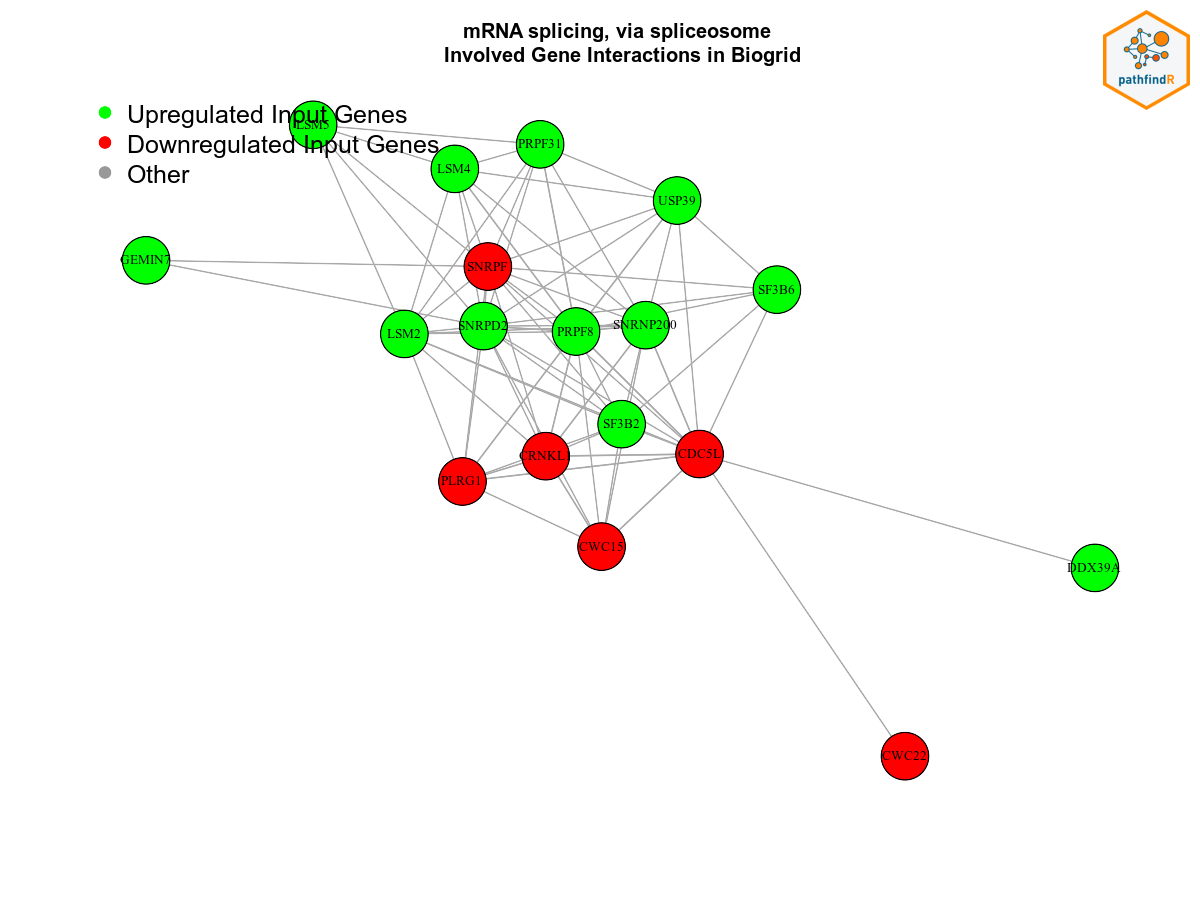 mRNA splicing, via spliceosome
Involved Gene Interactions in Biogrid
pathfindR
Upregulated Input Genes
Downregulated Input Genes
Other
LSM5
PRPF31
LSM4
USP39
GEMIN7
SNRPF
SF3B6
LSM2
SNRPD2
PRPF8
SNRNP200
SF3B2
CRNKL1
CDC5L
PLRG1
CWC15
DDX39A
CWC22